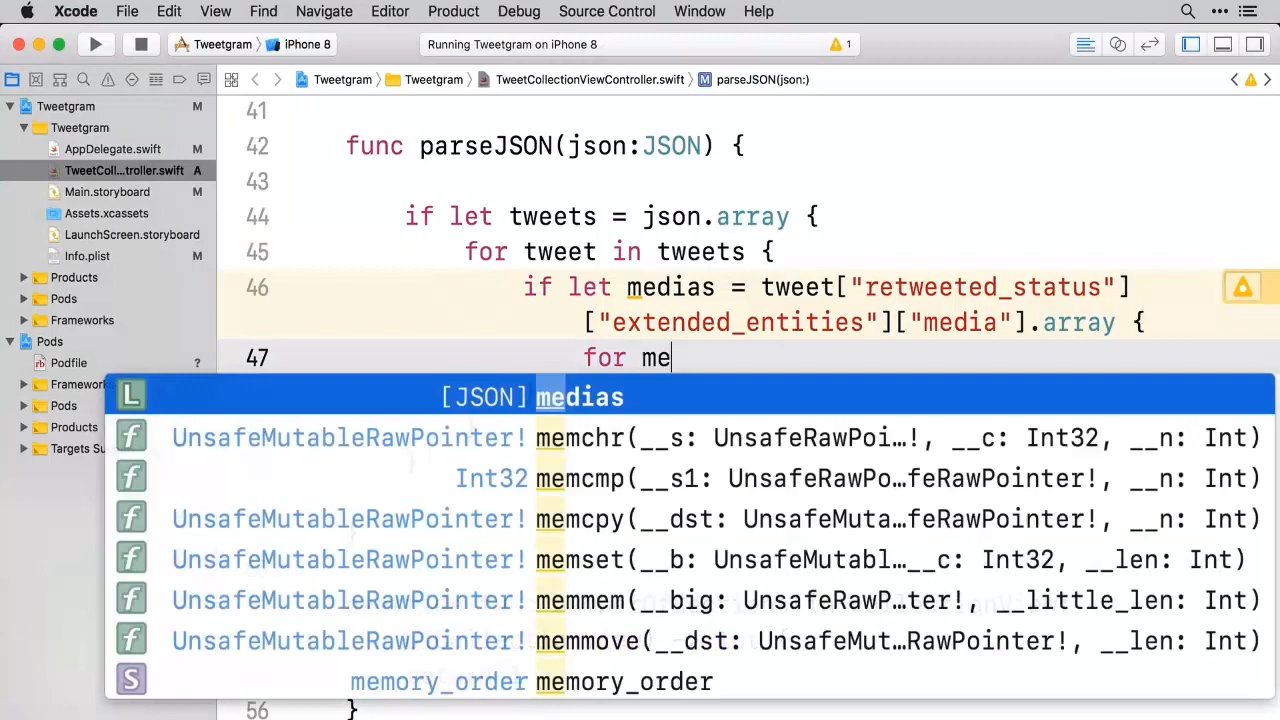 Xcode File Edit View Find Navigate Editor Product Debug Source Control Window Help
Tweetgram iPhone 8 Running Tweetgram on iPhone 8 1
Tweetgram Tweetgram TweetCollectionViewController.swift M parseJSON(json:)
Tweetgram M
Tweetgram
AppDelegate.swift M
TweetColl...troller.swift A
Main.storyboard M
Assets.xcassets
LaunchScreen.storyboard
Info.plist M
Products
Pods
Frameworks
Pods
Podfile ?
Frameworks
Pods
Products
Targets Su
41
42 func parseJSON(json:JSON) {
43
44 if let tweets = json.array {
45 for tweet in tweets {
46 if let medias = tweet["retweeted_status"]
["extended_entities"]["media"].array {
47 for me
L [JSON] medias
f UnsafeMutableRawPointer! memchr(__s: UnsafeRawPoi…!, __c: Int32, __n: Int)
f Int32 memcmp(__s1: UnsafeRawPo…feRawPointer!, __n: Int)
f UnsafeMutableRawPointer! memcpy(__dst: UnsafeMuta…feRawPointer!, __n: Int)
f UnsafeMutableRawPointer! memset(__b: UnsafeMutabl…__c: Int32, __len: Int)
f UnsafeMutableRawPointer! memmem(__big: UnsafeRawP…ter!, __little_len: Int)
f UnsafeMutableRawPointer! memmove(__dst: UnsafeMut…RawPointer!, __len: Int)
S memory_order memory_order
56 }